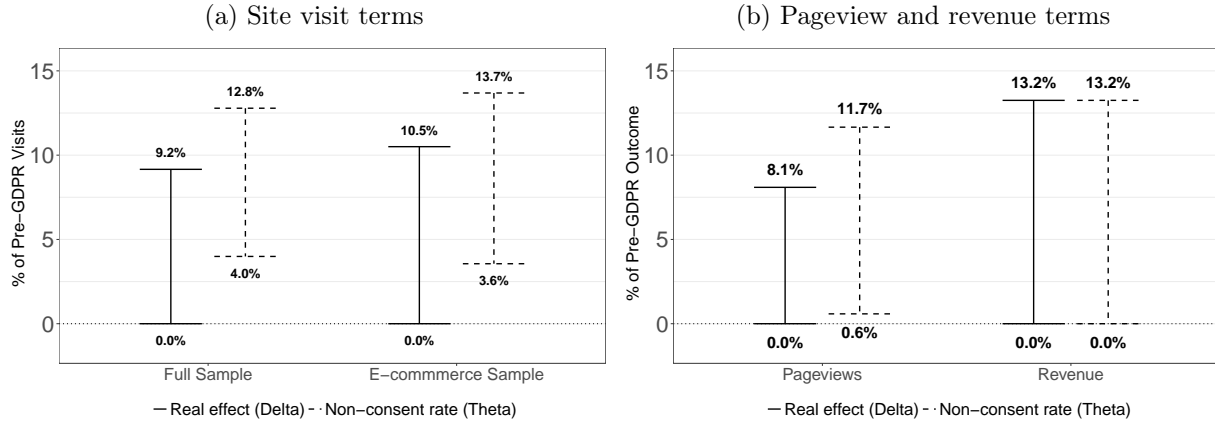 (a) Site visit terms
% of Pre−GDPR Visits
15
10
5
0
12.8%
9.2%
4.0%
0.0%
13.7%
10.5%
3.6%
0.0%
Full Sample
E−commmerce Sample
Real effect (Delta) Non−consent rate (Theta)
(b) Pageview and revenue terms
% of Pre−GDPR Outcome
15
10
5
0
11.7%
8.1%
0.6%
0.0%
13.2%
13.2%
0.0%
0.0%
Pageviews
Revenue
Real effect (Delta) Non−consent rate (Theta)